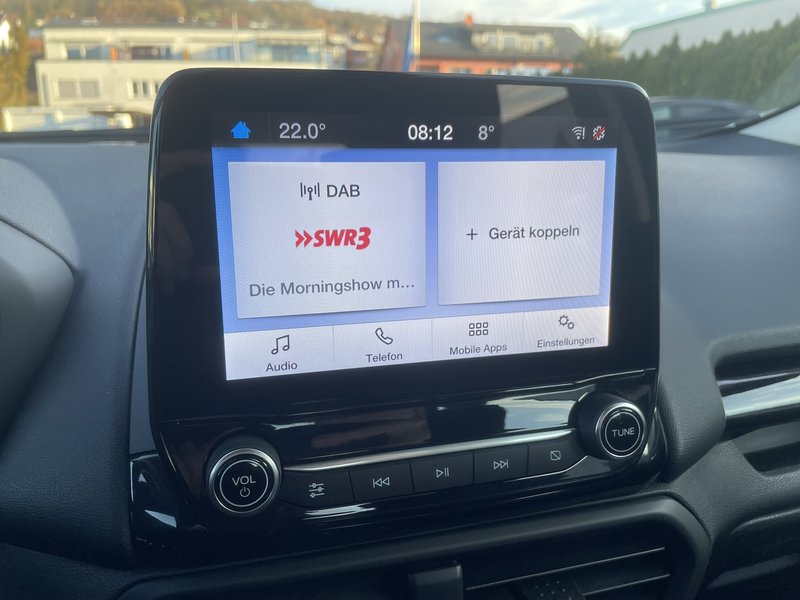 22.0° 08:12 8°
DAB
SWR3
Die Morningshow m...
+ Gerät koppeln
Audio
Telefon
Mobile Apps
Einstellungen
VOL
TUNE